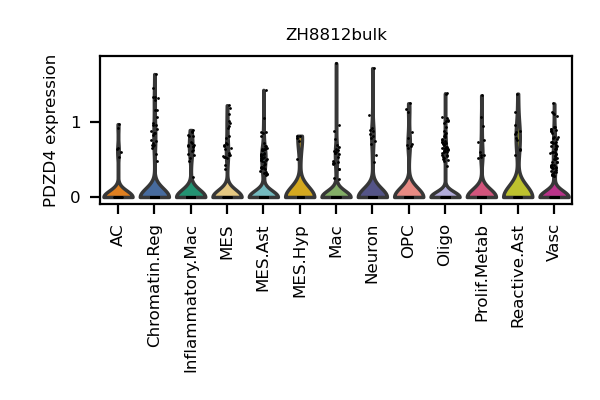 ZH8812bulk
PDZD4 expression
1
0
AC
Chromatin.Reg
Inflammatory.Mac
MES
MES.Ast
MES.Hyp
Mac
Neuron
OPC
Oligo
Prolif.Metab
Reactive.Ast
Vasc